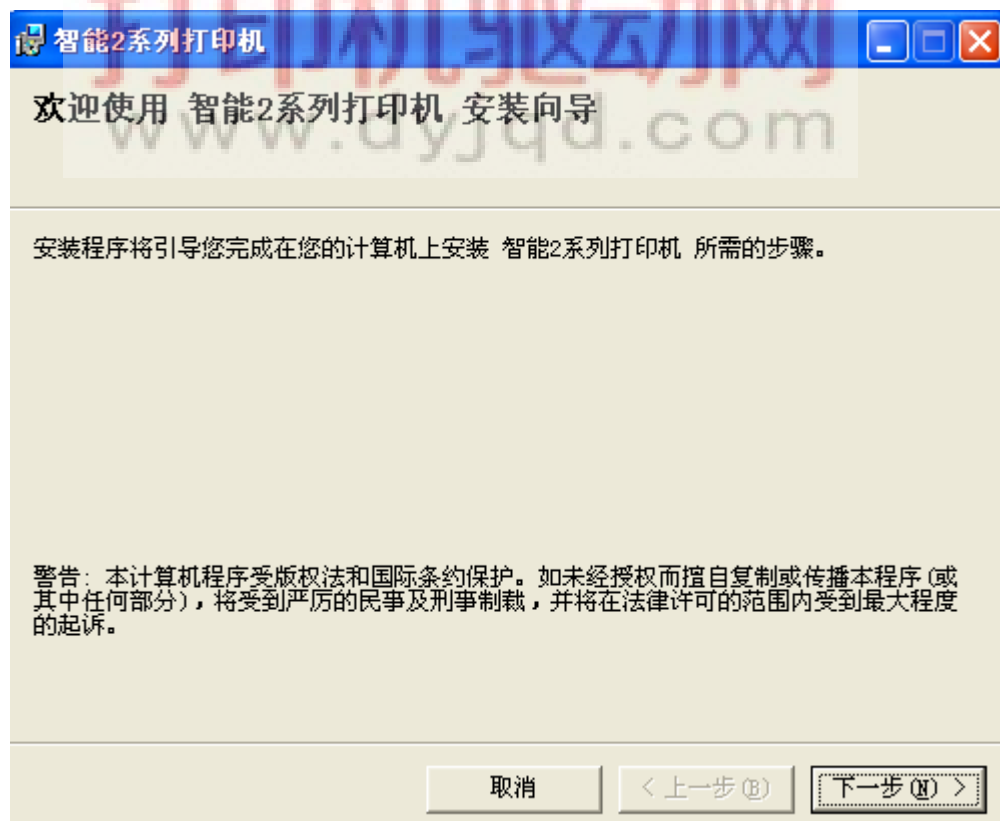 打印机驱动网
智能2系列打印机
欢迎使用 智能2系列打印机 安装向导
www.dyjqd.com
安装程序将引导您完成在您的计算机上安装 智能2系列打印机 所需的步骤。
警告: 本计算机程序受版权法和国际条约保护。如未经授权而擅自复制或传播本程序(或
其中任何部分),将受到严厉的民事及刑事制裁,并将在法律许可的范围内受到最大程度
的起诉。
取消
< 上一步(B)
下一步(N) >